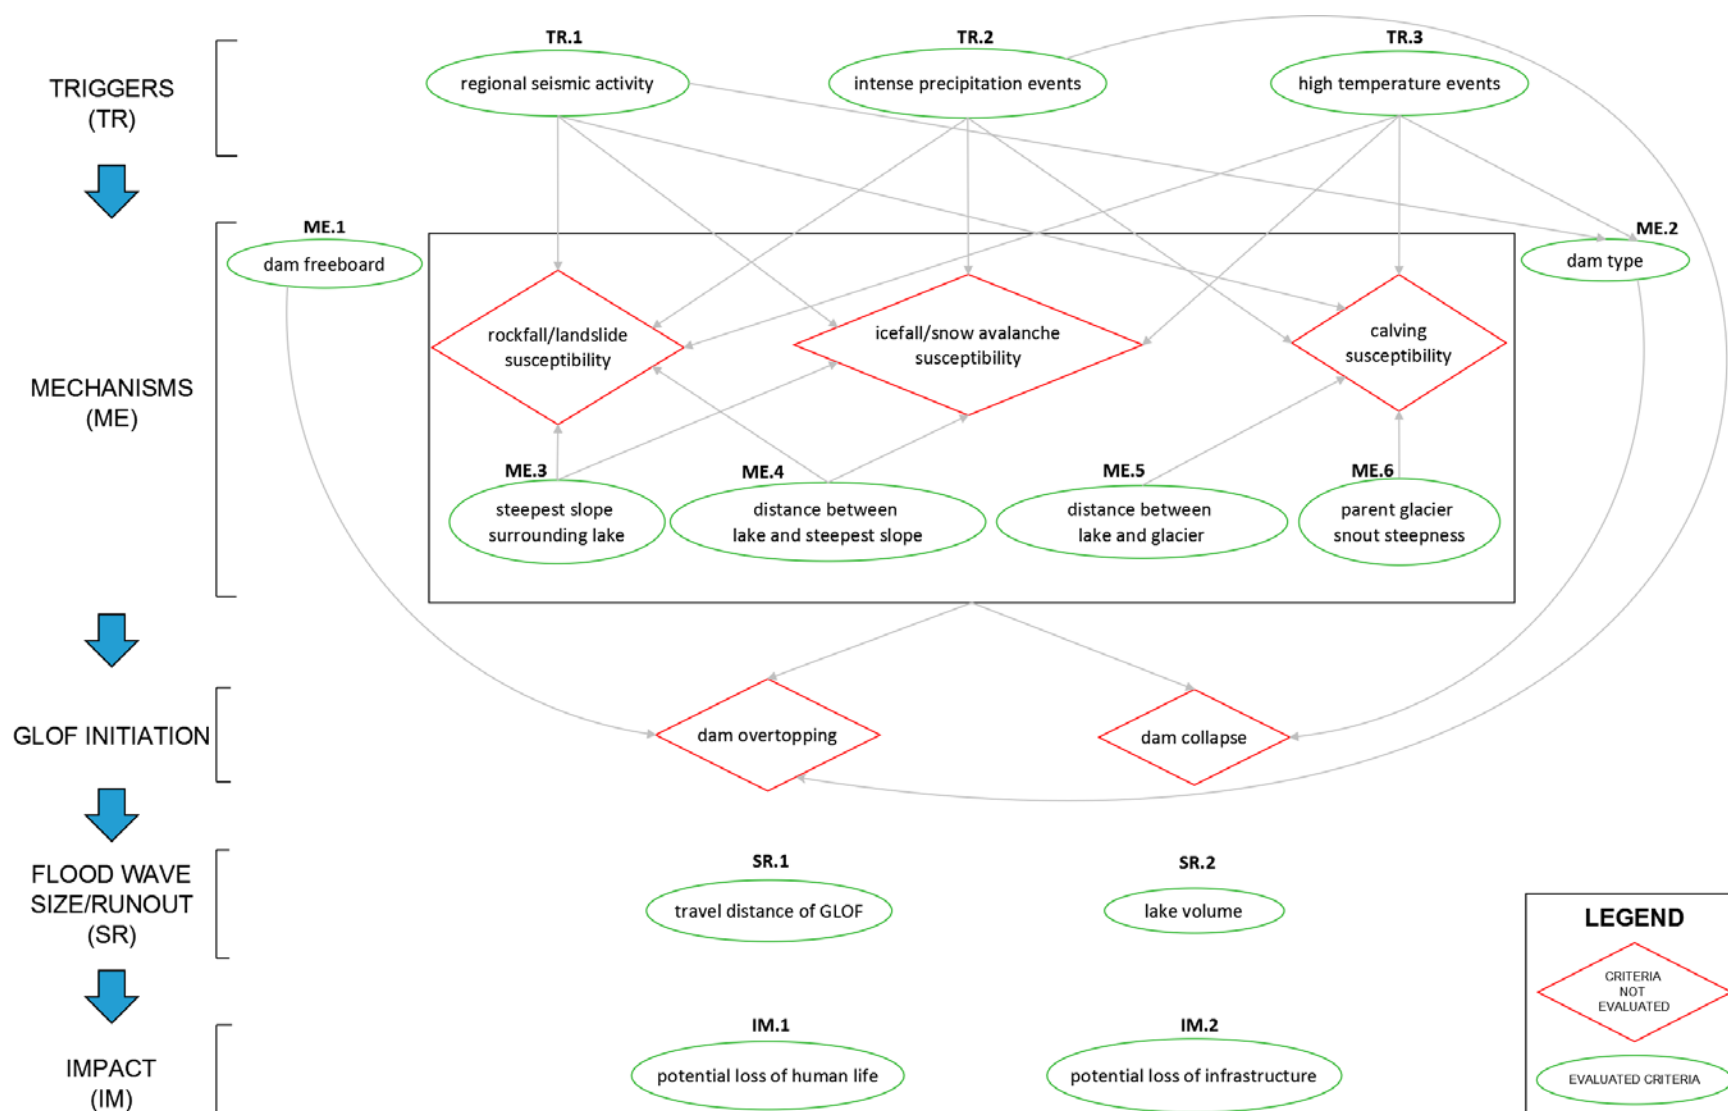 TRIGGERS
(TR)
TR.1
regional seismic activity
TR.2
intense precipitation events
TR.3
high temperature events
MECHANISMS
(ME)
ME.1
dam freeboard
ME.2
dam type
rockfall/landslide
susceptibility
icefall/snow avalanche
susceptibility
calving
susceptibility
ME.3
steepest slope
surrounding lake
ME.4
distance between
lake and steepest slope
ME.5
distance between
lake and glacier
ME.6
parent glacier
snout steepness
GLOF INITIATION
dam overtopping
dam collapse
FLOOD WAVE
SIZE/RUNOUT
(SR)
SR.1
travel distance of GLOF
SR.2
lake volume
IMPACT
(IM)
IM.1
potential loss of human life
IM.2
potential loss of infrastructure
LEGEND
CRITERIA
NOT
EVALUATED
EVALUATED CRITERIA